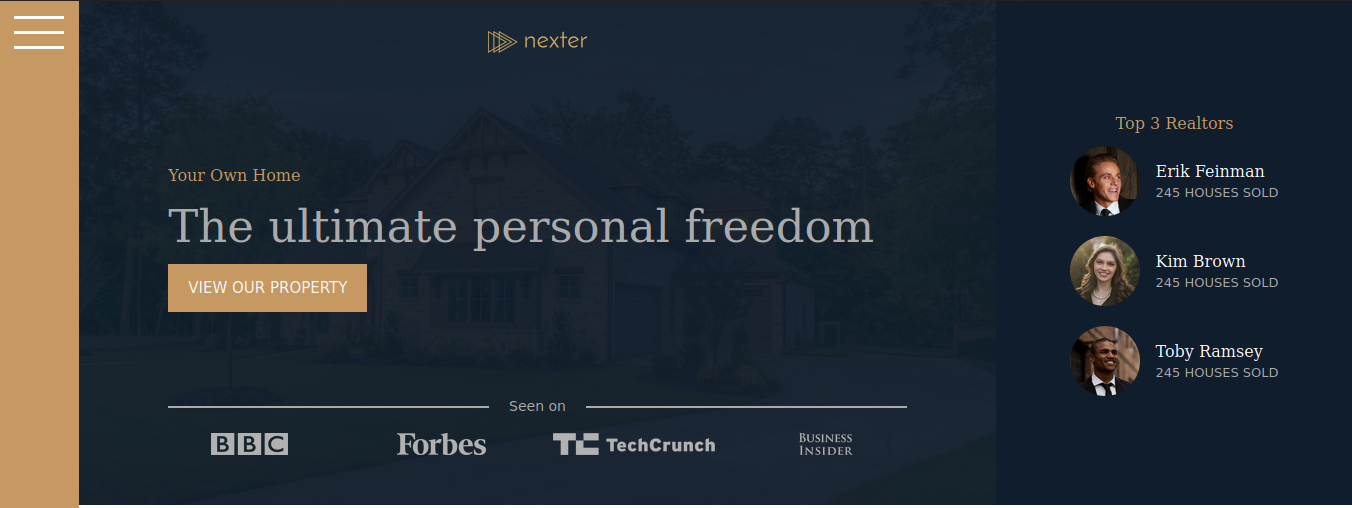 nexter
Your Own Home
The ultimate personal freedom
VIEW OUR PROPERTY
Seen on
BBC
Forbes
TC TechCrunch
BUSINESS
INSIDER
Top 3 Realtors
Erik Feinman
245 HOUSES SOLD
Kim Brown
245 HOUSES SOLD
Toby Ramsey
245 HOUSES SOLD